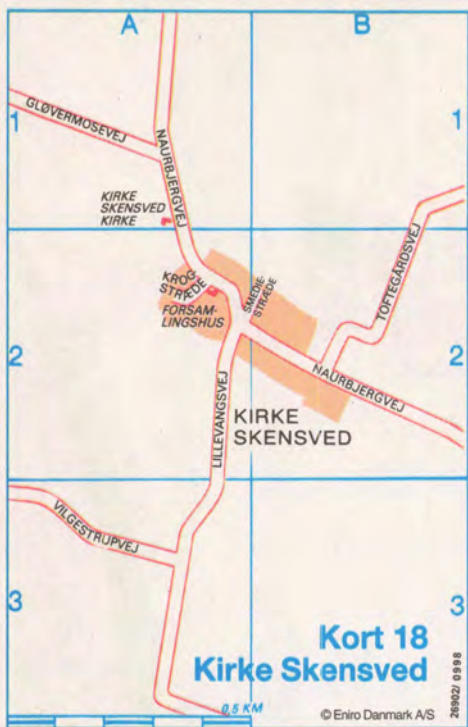 A
B
1
1
GLØVERMOSEVEJ
NAURBJERGVEJ
KIRKE
SKENSVED
KIRKE
KROG-
STRÆDE
SMEDIE-
STRÆDE
FORSAM-
LINGSHUS
TOFTEGÅRDSVEJ
2
2
NAURBJERGVEJ
LILLEVANGSVEJ
KIRKE
SKENSVED
VILGESTRUPVEJ
3
3
Kort 18
Kirke Skensved
0,5 KM
© Eniro Danmark A/S
26902/0998